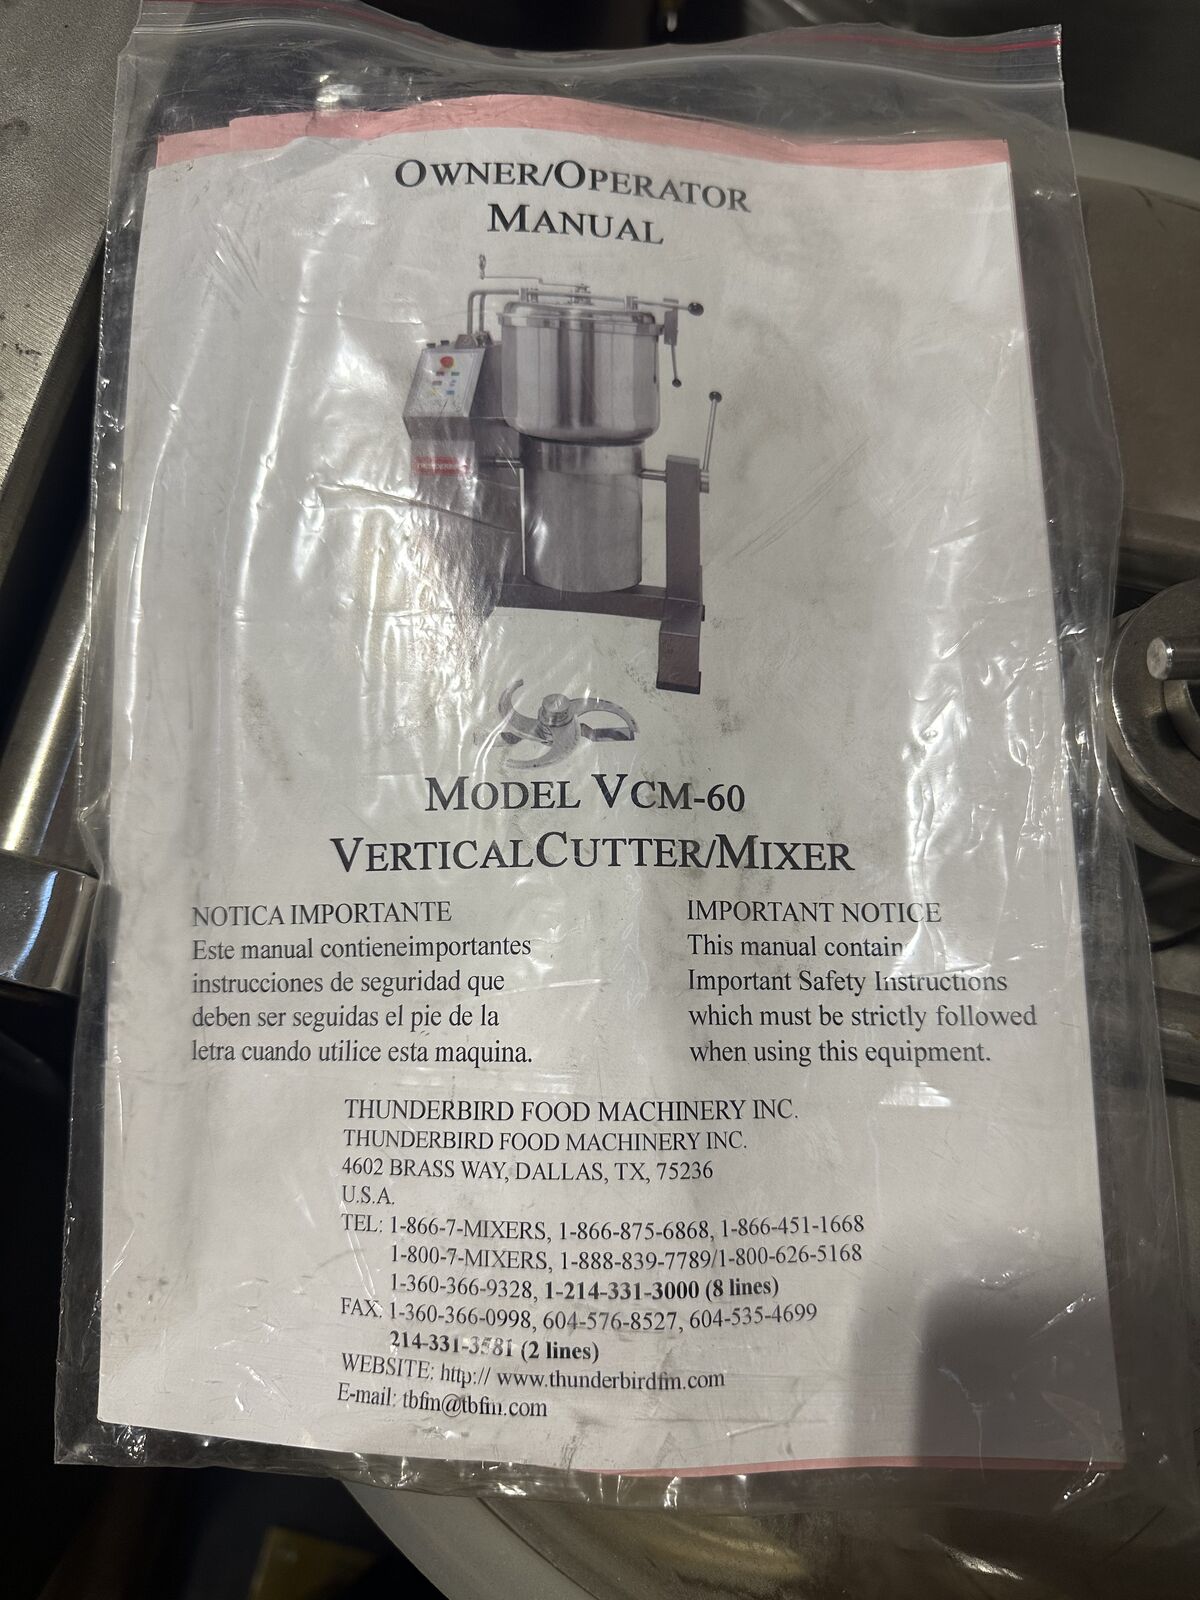 OWNER/OPERATOR
MANUAL
THUNDERBIRD
MODEL VCM-60
VERTICALCUTTER/MIXER
NOTICA IMPORTANTE
Este manual contieneimportantes
instrucciones de seguridad que
deben ser seguidas el pie de la
letra cuando utilice esta maquina.
IMPORTANT NOTICE
This manual contain
Important Safety Instructions
which must be strictly followed
when using this equipment.
THUNDERBIRD FOOD MACHINERY INC.
THUNDERBIRD FOOD MACHINERY INC.
4602 BRASS WAY, DALLAS, TX, 75236
U.S.A.
TEL: 1-866-7-MIXERS, 1-866-875-6868, 1-866-451-1668
1-800-7-MIXERS, 1-888-839-7789/1-800-626-5168
1-360-366-9328, 1-214-331-3000 (8 lines)
FAX: 1-360-366-0998, 604-576-8527, 604-535-4699
214-331-3581 (2 lines)
WEBSITE: http:// www.thunderbirdfm.com
E-mail: tbfm@tbfm.com